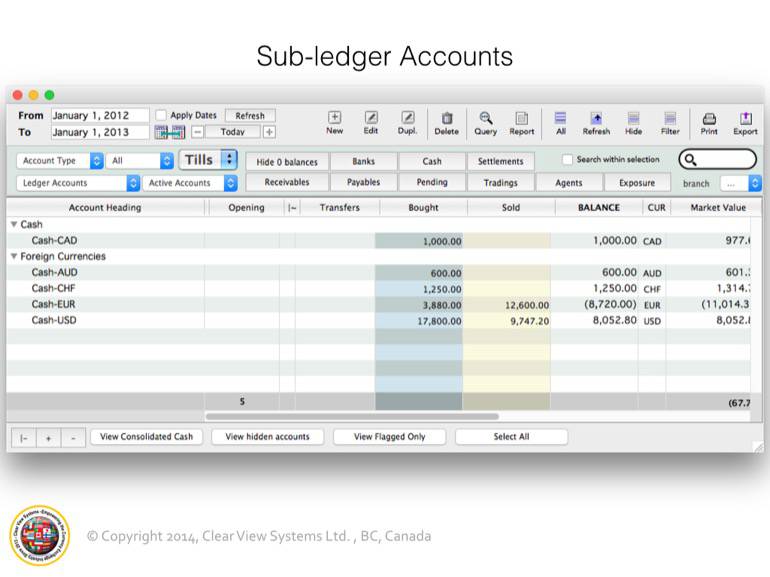 Sub-ledger Accounts
From January 1, 2012 Apply Dates Refresh
To January 1, 2013 − Today +
New Edit Dupl. Delete Query Report All Refresh Hide Filter Print Export
Account Type All Tills Hide 0 balances Banks Cash Settlements Search within selection
Ledger Accounts Active Accounts Receivables Payables Pending Tradings Agents Exposure branch ...
Account Heading Opening |~ Transfers Bought Sold BALANCE CUR Market Value
Cash
Cash-CAD 1,000.00 1,000.00 CAD 977.
Foreign Currencies
Cash-AUD 600.00 600.00 AUD 601.
Cash-CHF 1,250.00 1,250.00 CHF 1,314.
Cash-EUR 3,880.00 12,600.00 (8,720.00) EUR (11,014.3
Cash-USD 17,800.00 9,747.20 8,052.80 USD 8,052.
5 (67.7
|~ + - View Consolidated Cash View hidden accounts View Flagged Only Select All
© Copyright 2014, Clear View Systems Ltd. , BC, Canada